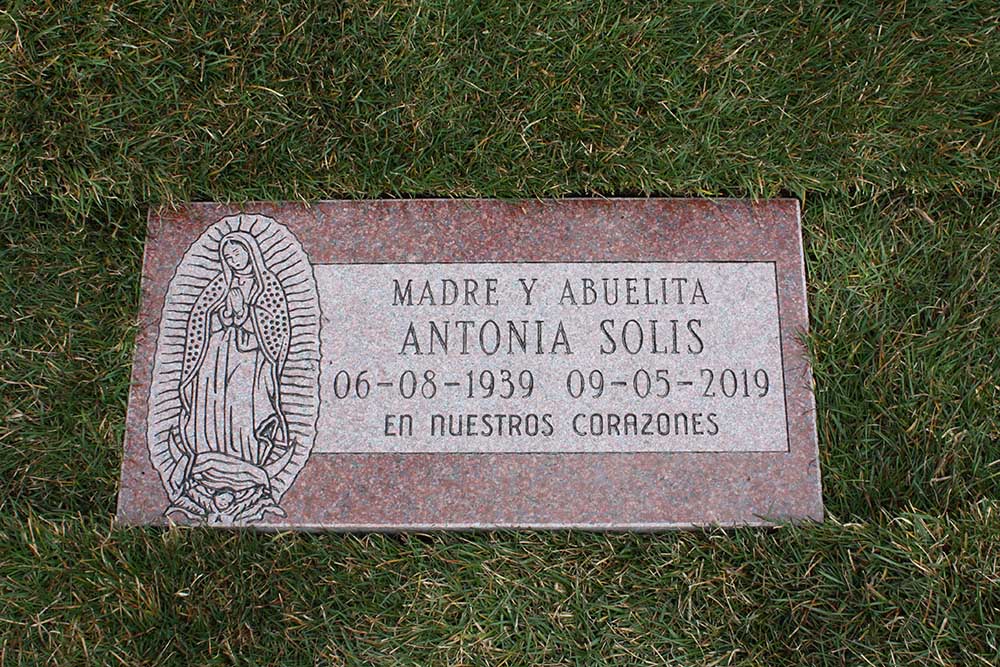 MADRE Y ABUELITA
ANTONIA SOLIS
06-08-1939 09-05-2019
EN NUESTROS CORAZONES